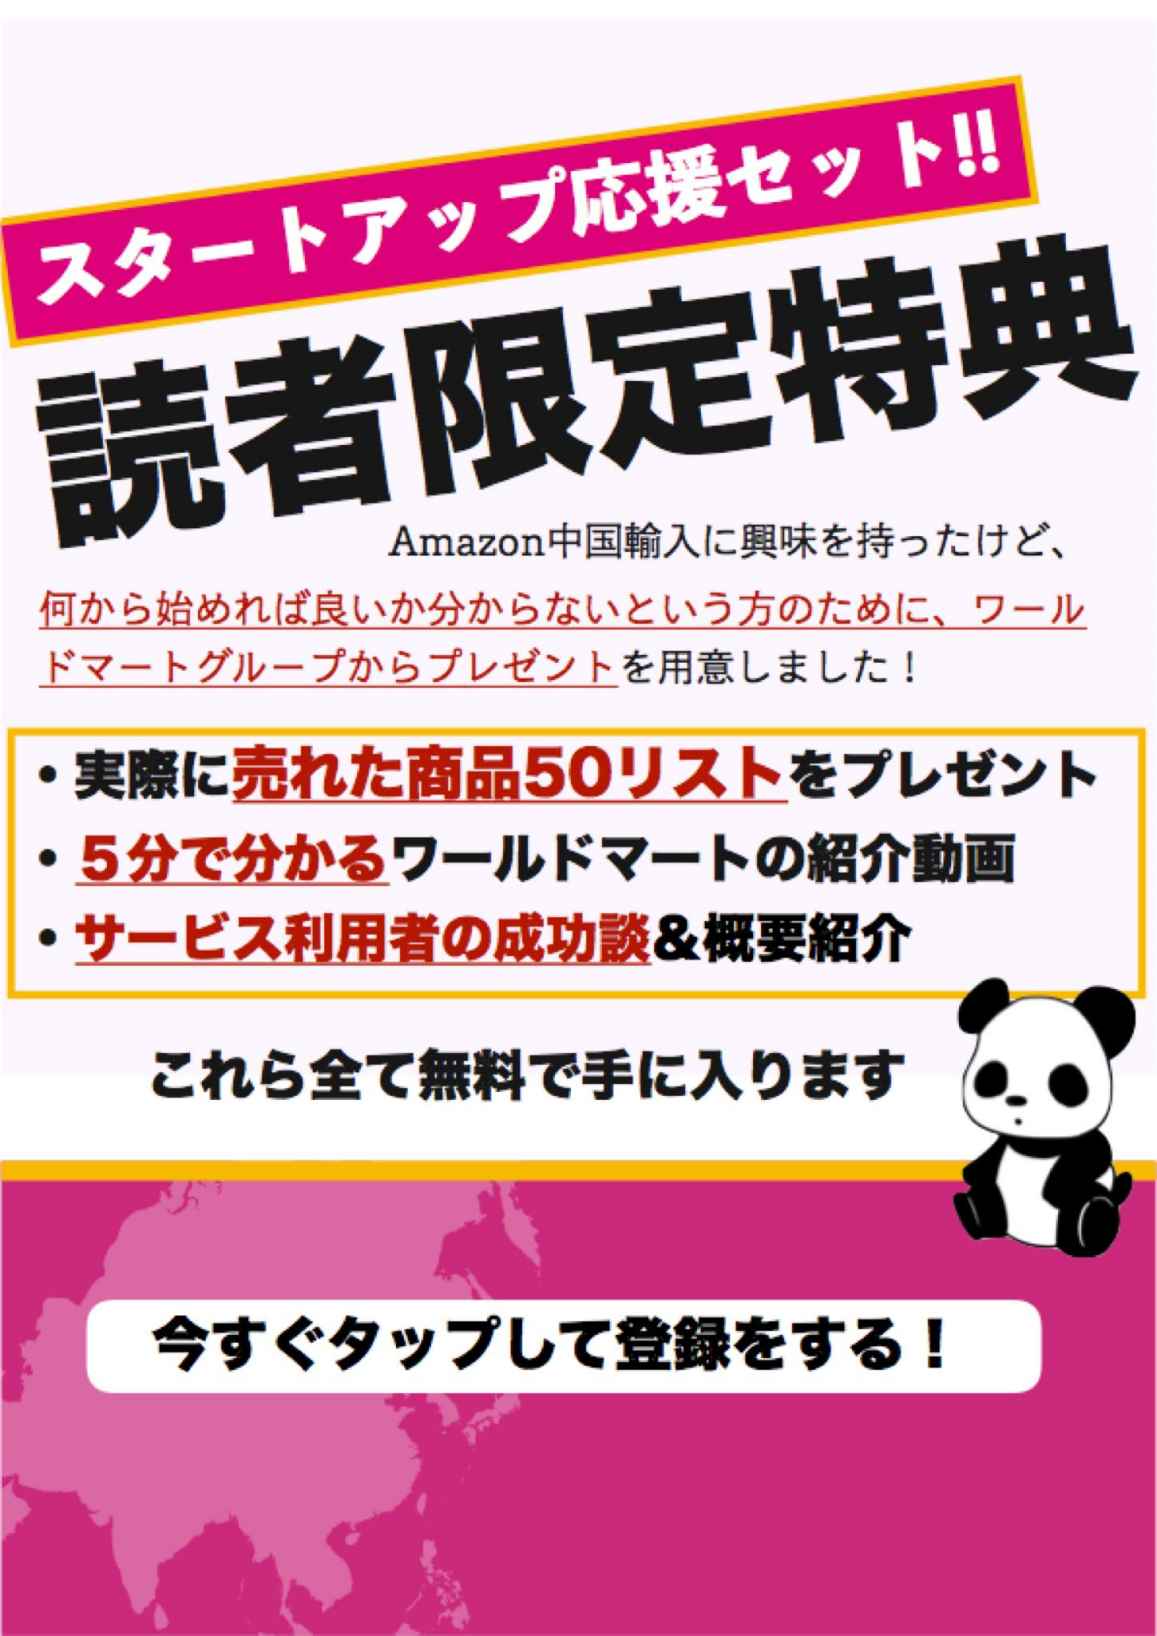 スタートアップ応援セット!!
読者限定特典
Amazon中国輸入に興味を持ったけど、
何から始めれば良いか分からないという方のために、ワール
ドマートグループからプレゼントを用意しました！
・実際に売れた商品50リストをプレゼント
・５分で分かるワールドマートの紹介動画
・サービス利用者の成功談＆概要紹介
これら全て無料で手に入ります
今すぐタップして登録をする！